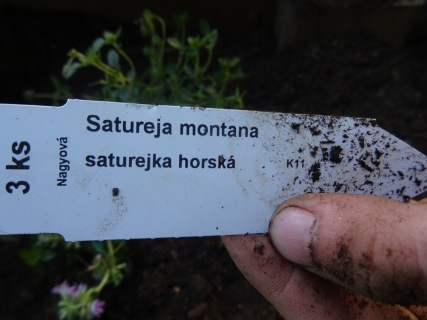 3 ks
Nagyová
Satureja montana
saturejka horská
K11